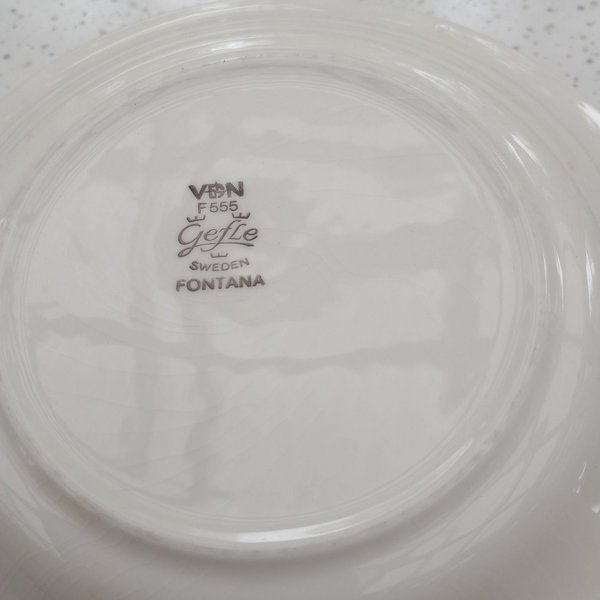 VDN
F555
Gefle
SWEDEN
FONTANA